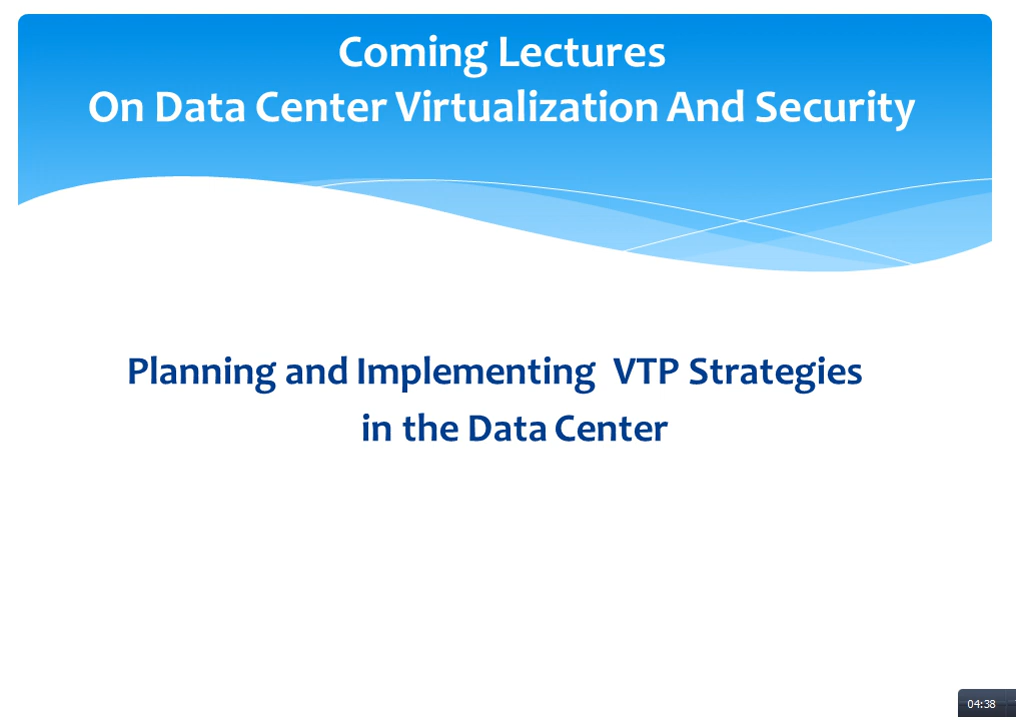 Coming Lectures
On Data Center Virtualization And Security
Planning and Implementing  VTP Strategies
in the Data Center
04:38